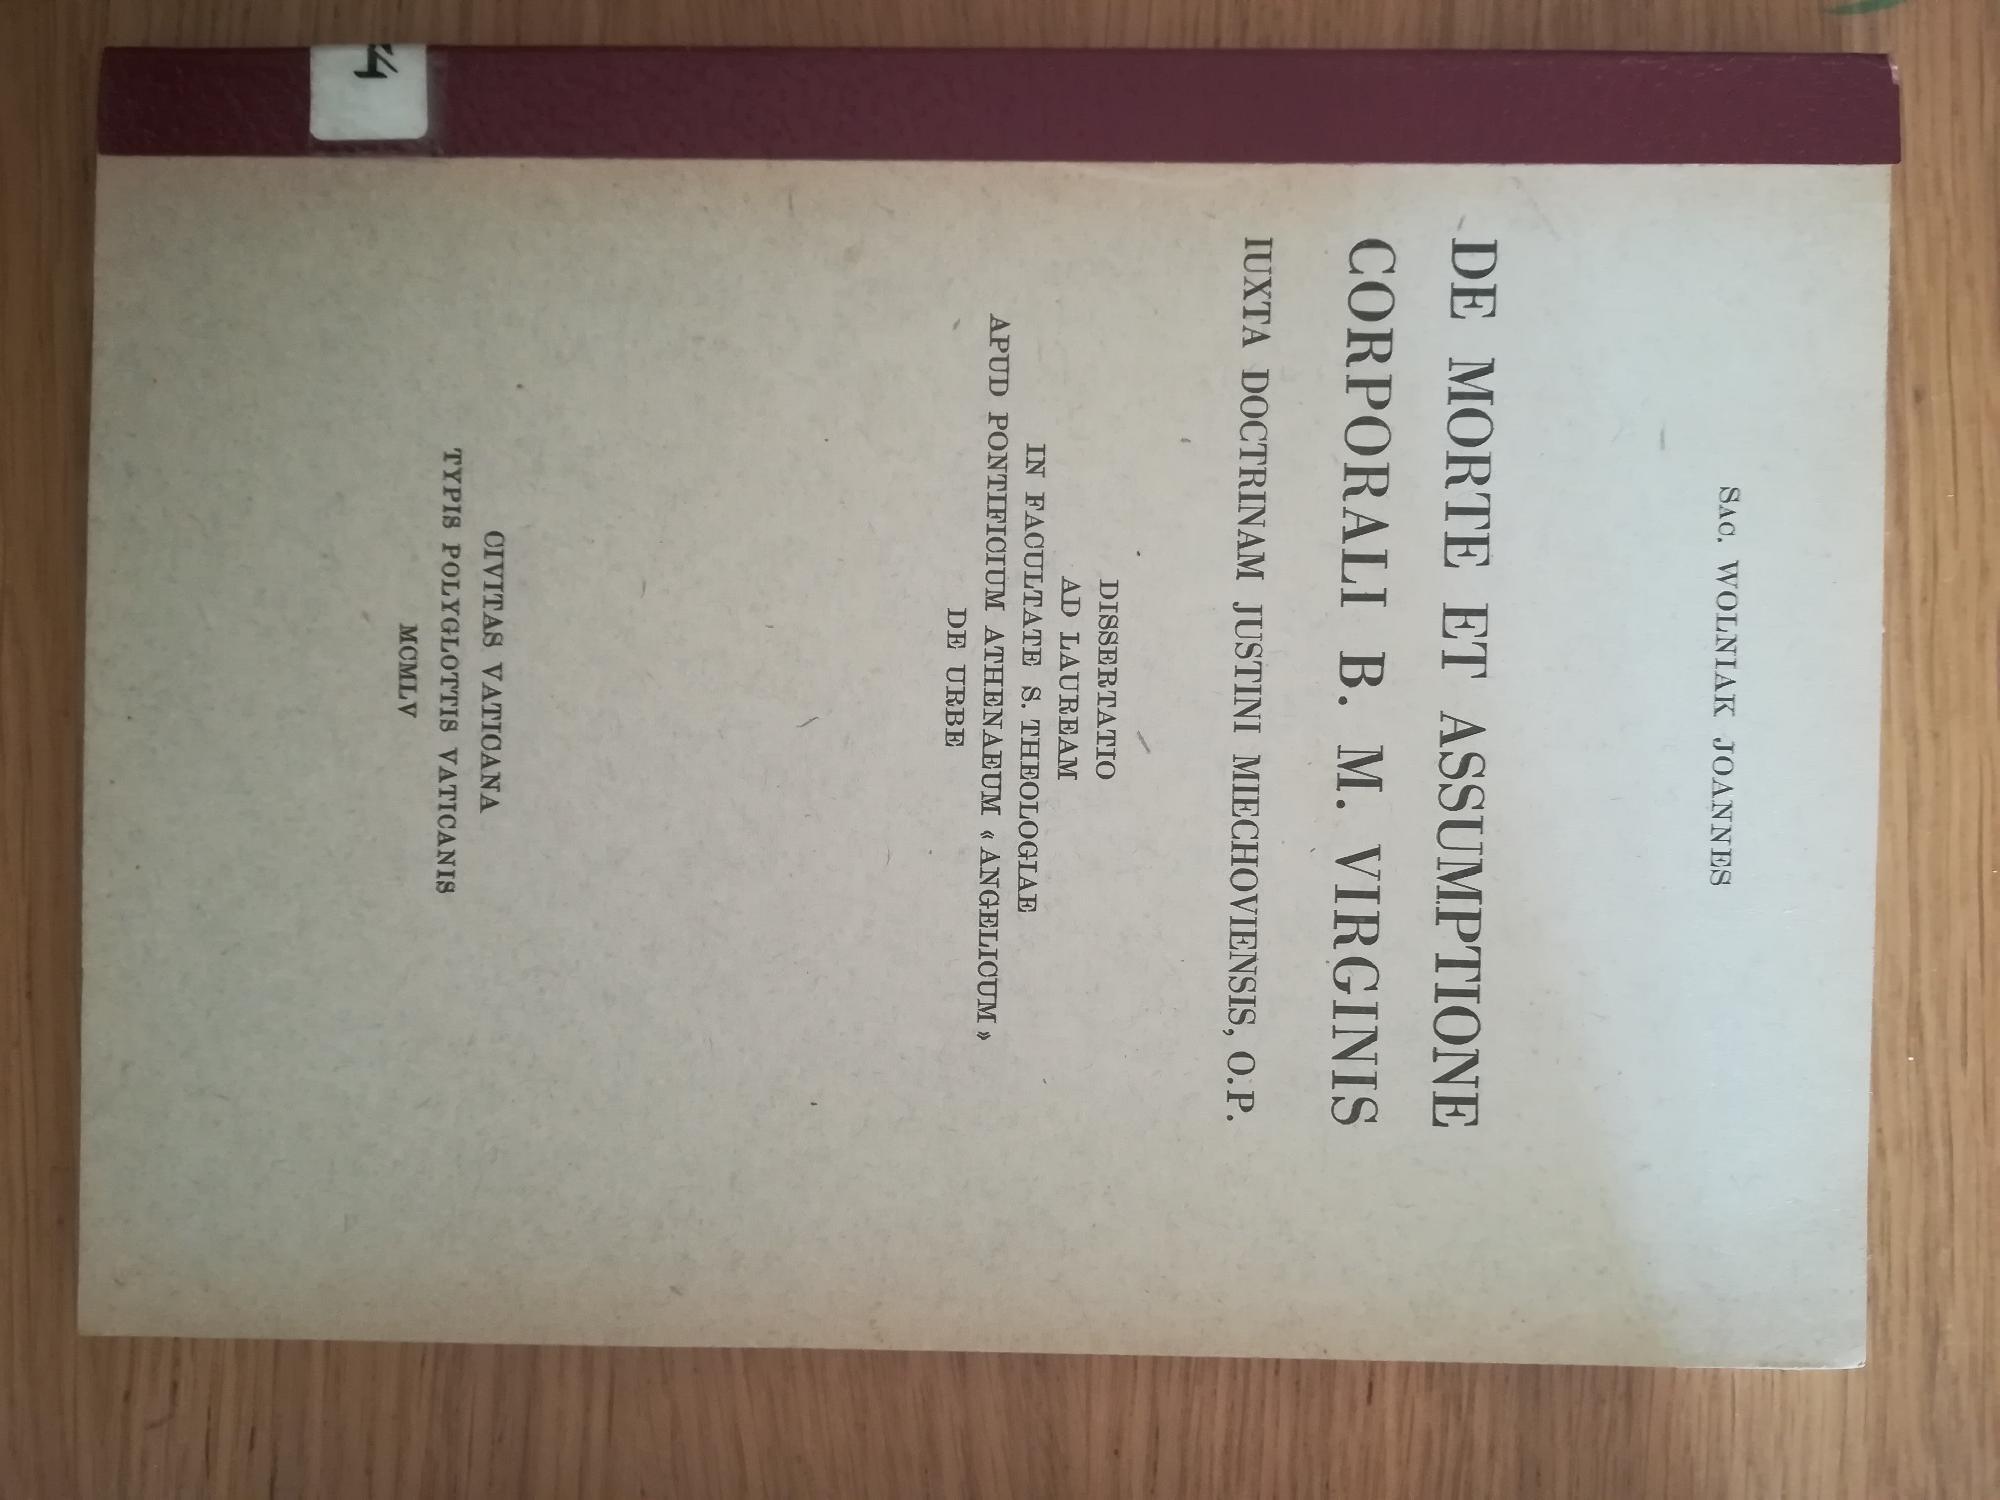 Sac. WOLNIAK JOANNES
DE MORTE ET ASSUMPTIONE
CORPORALI B. M. VIRGINIS
IUXTA DOCTRINAM JUSTINI MIECHOVIENSIS, O.P.
DISSERTATIO
AD LAUREAM
IN FACULTATE S. THEOLOGIAE
APUD PONTIFICIUM ATHENAEUM « ANGELICUM »
DE URBE
CIVITAS VATICANA
TYPIS POLYGLOTTIS VATICANIS
MCMLV